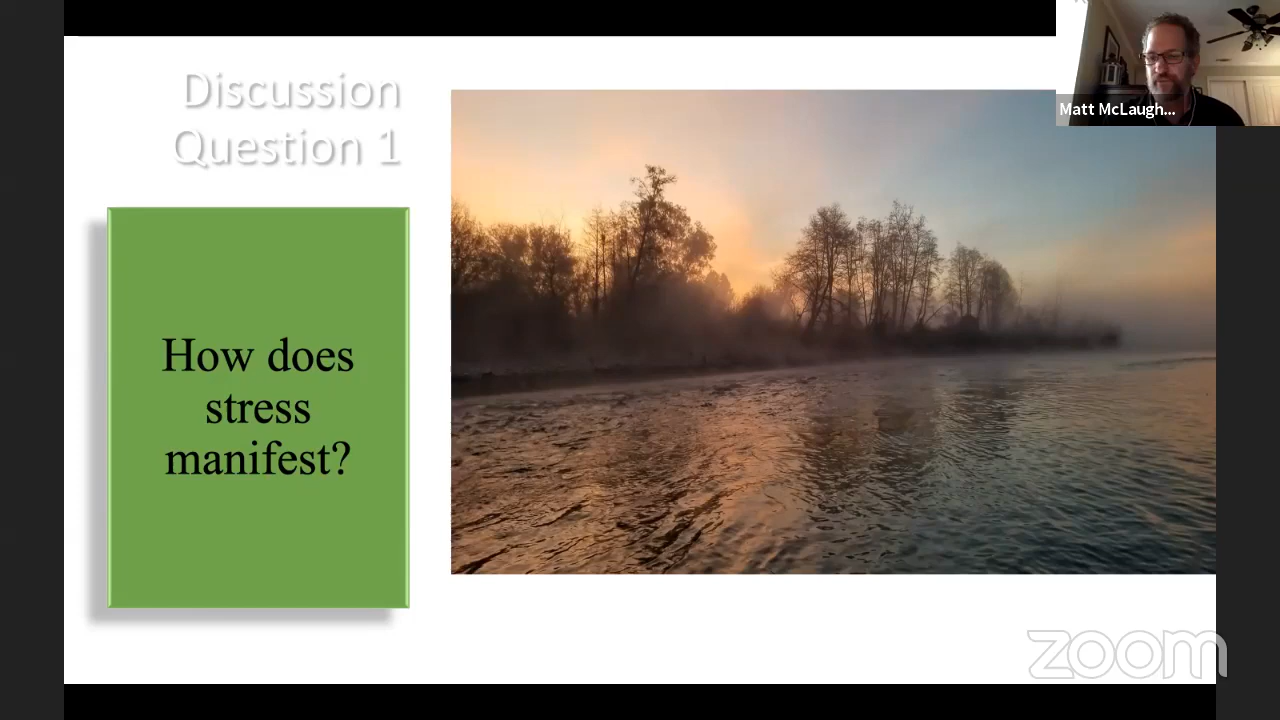 Discussion
Question 1
How does
stress
manifest?
Matt McLaugh...
zoom